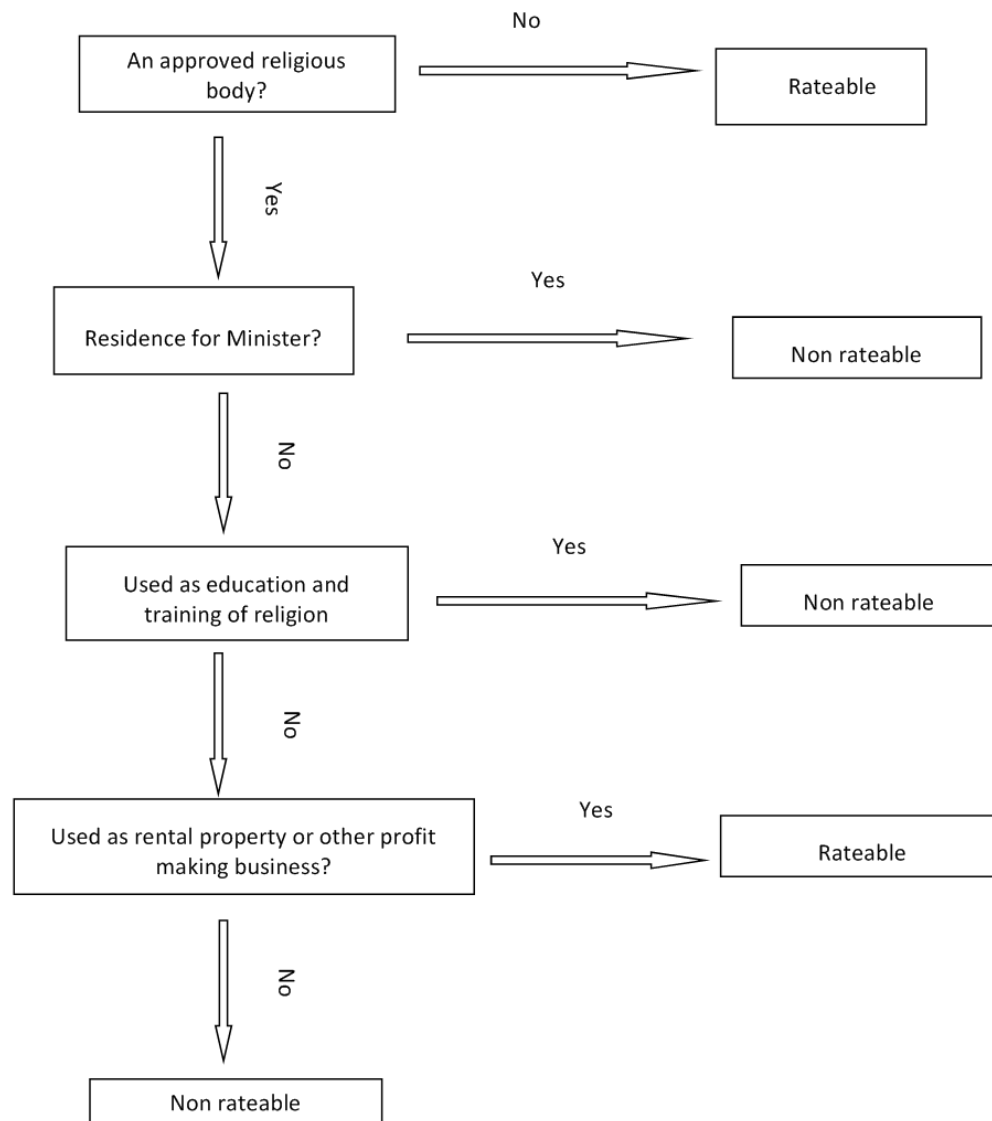 No
An approved religious
body?
Rateable
Yes
Yes
Residence for Minister?
Non rateable
No
Yes
Used as education and
training of religion
Non rateable
No
Yes
Used as rental property or other profit
making business?
Rateable
No
Non rateable